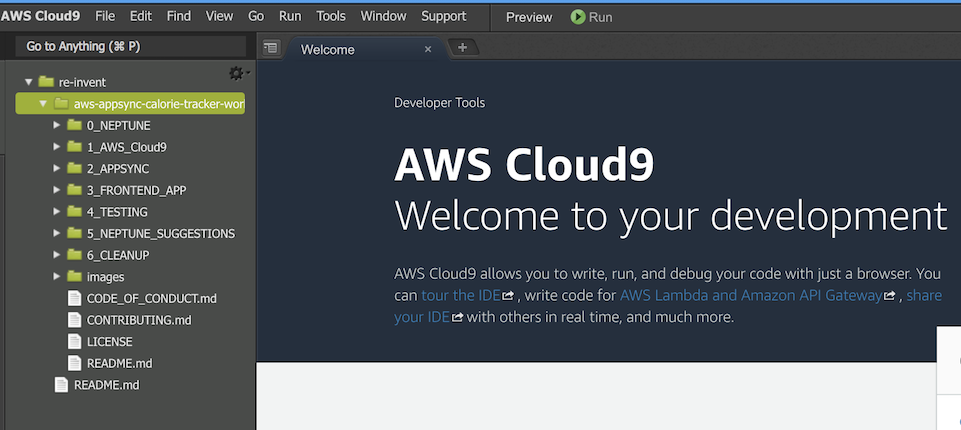 AWS Cloud9 File Edit Find View Go Run Tools Window Support Preview Run
Go to Anything (⌘ P)
Welcome
re-invent
aws-appsync-calorie-tracker-wor
0_NEPTUNE
1_AWS_Cloud9
2_APPSYNC
3_FRONTEND_APP
4_TESTING
5_NEPTUNE_SUGGESTIONS
6_CLEANUP
images
CODE_OF_CONDUCT.md
CONTRIBUTING.md
LICENSE
README.md
README.md
Developer Tools
AWS Cloud9
Welcome to your development
AWS Cloud9 allows you to write, run, and debug your code with just a browser. You
can tour the IDE , write code for AWS Lambda and Amazon API Gateway , share
your IDE with others in real time, and much more.